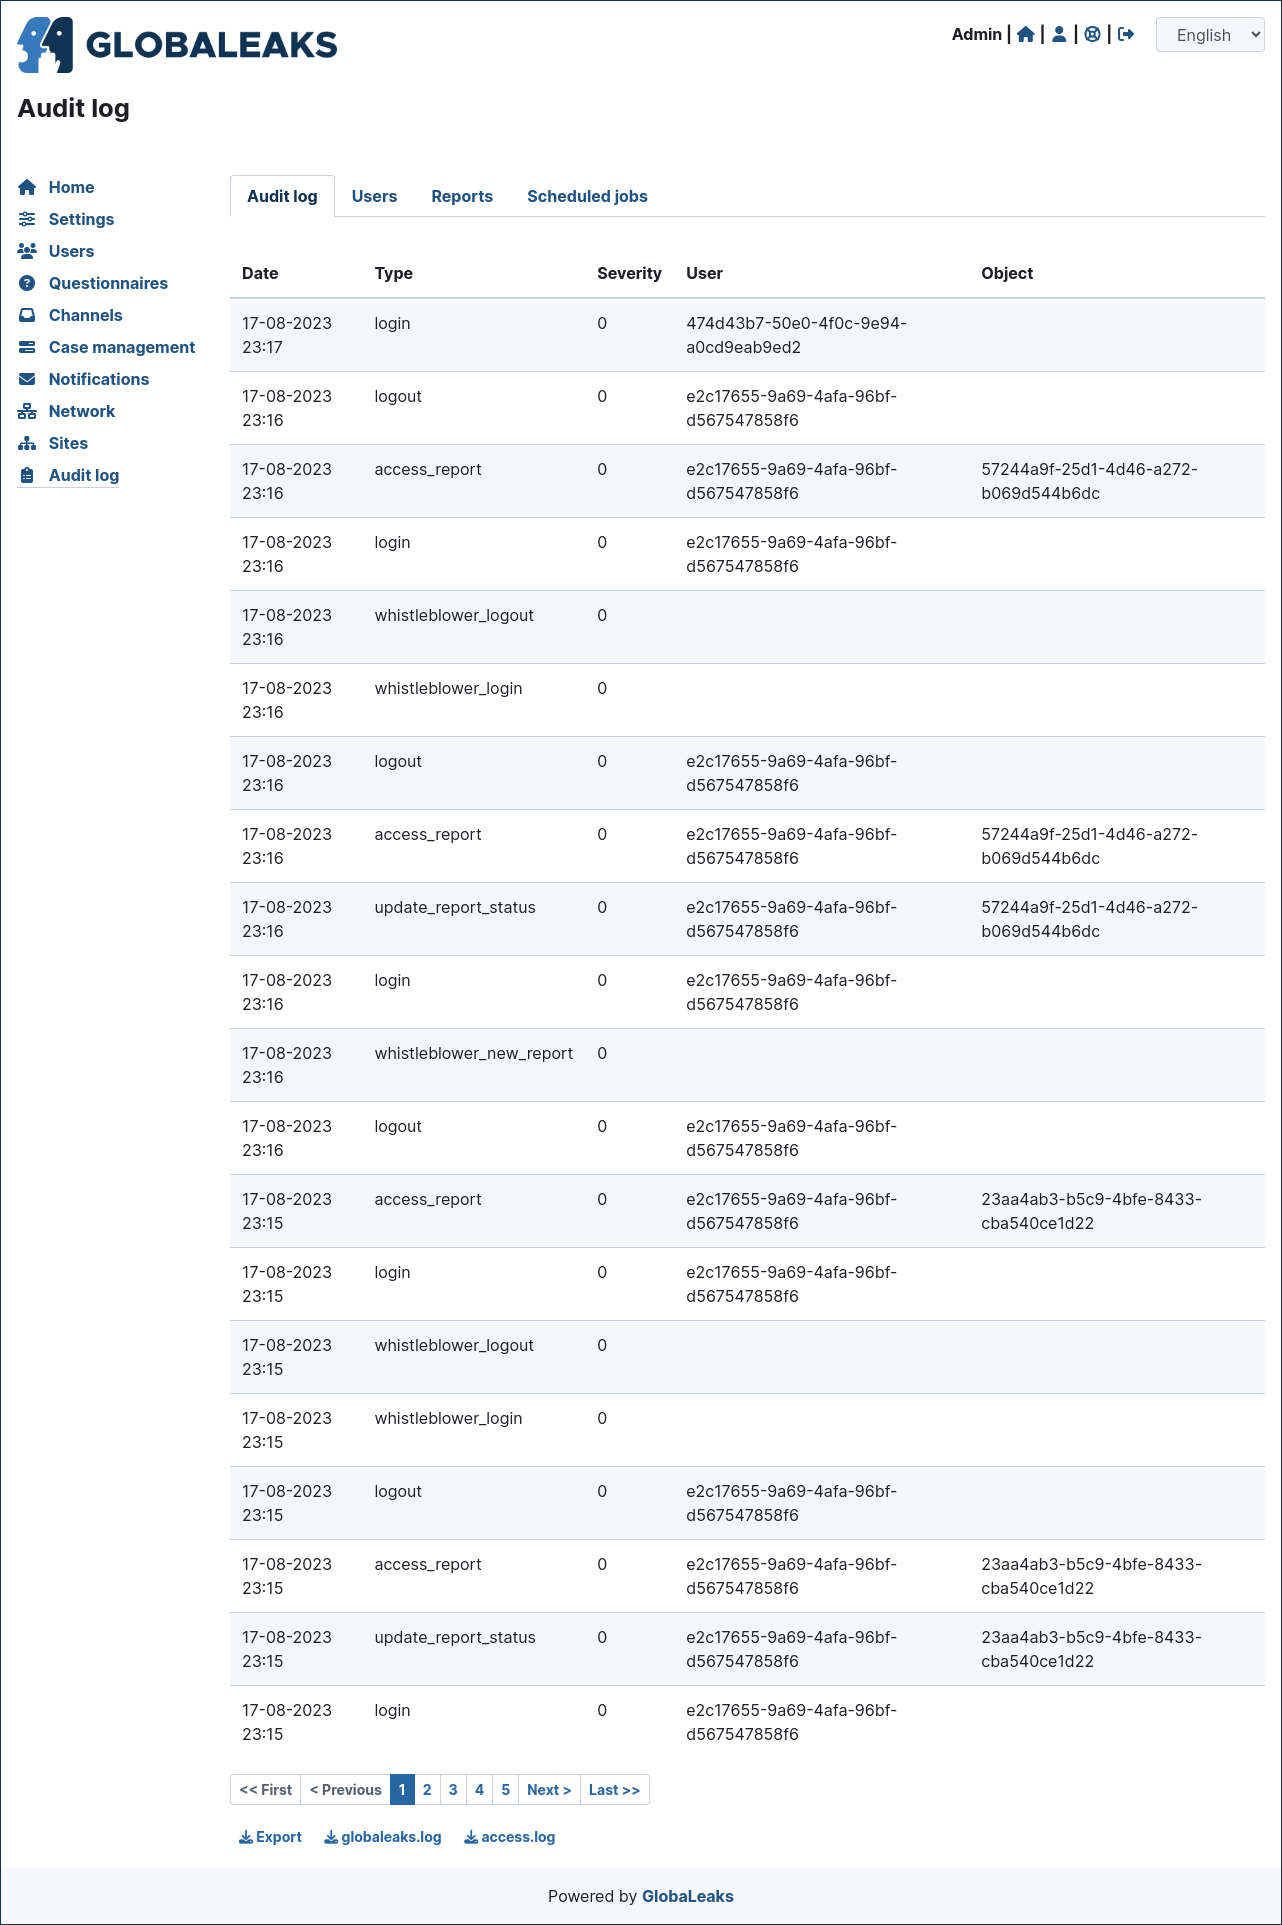 GLOBALEAKS
Admin | | | |
English
Audit log
Home
Settings
Users
Questionnaires
Channels
Case management
Notifications
Network
Sites
Audit log
Audit log Users Reports Scheduled jobs
Date Type Severity User Object
17-08-2023 login 0 474d43b7-50e0-4f0c-9e94-
23:17 a0cd9eab9ed2
17-08-2023 logout 0 e2c17655-9a69-4afa-96bf-
23:16 d567547858f6
17-08-2023 access_report 0 e2c17655-9a69-4afa-96bf- 57244a9f-25d1-4d46-a272-
23:16 d567547858f6 b069d544b6dc
17-08-2023 login 0 e2c17655-9a69-4afa-96bf-
23:16 d567547858f6
17-08-2023 whistleblower_logout 0
23:16
17-08-2023 whistleblower_login 0
23:16
17-08-2023 logout 0 e2c17655-9a69-4afa-96bf-
23:16 d567547858f6
17-08-2023 access_report 0 e2c17655-9a69-4afa-96bf- 57244a9f-25d1-4d46-a272-
23:16 d567547858f6 b069d544b6dc
17-08-2023 update_report_status 0 e2c17655-9a69-4afa-96bf- 57244a9f-25d1-4d46-a272-
23:16 d567547858f6 b069d544b6dc
17-08-2023 login 0 e2c17655-9a69-4afa-96bf-
23:16 d567547858f6
17-08-2023 whistleblower_new_report 0
23:16
17-08-2023 logout 0 e2c17655-9a69-4afa-96bf-
23:16 d567547858f6
17-08-2023 access_report 0 e2c17655-9a69-4afa-96bf- 23aa4ab3-b5c9-4bfe-8433-
23:15 d567547858f6 cba540ce1d22
17-08-2023 login 0 e2c17655-9a69-4afa-96bf-
23:15 d567547858f6
17-08-2023 whistleblower_logout 0
23:15
17-08-2023 whistleblower_login 0
23:15
17-08-2023 logout 0 e2c17655-9a69-4afa-96bf-
23:15 d567547858f6
17-08-2023 access_report 0 e2c17655-9a69-4afa-96bf- 23aa4ab3-b5c9-4bfe-8433-
23:15 d567547858f6 cba540ce1d22
17-08-2023 update_report_status 0 e2c17655-9a69-4afa-96bf- 23aa4ab3-b5c9-4bfe-8433-
23:15 d567547858f6 cba540ce1d22
17-08-2023 login 0 e2c17655-9a69-4afa-96bf-
23:15 d567547858f6
<< First < Previous 1 2 3 4 5 Next > Last >>
Export globaleaks.log access.log
Powered by GlobaLeaks